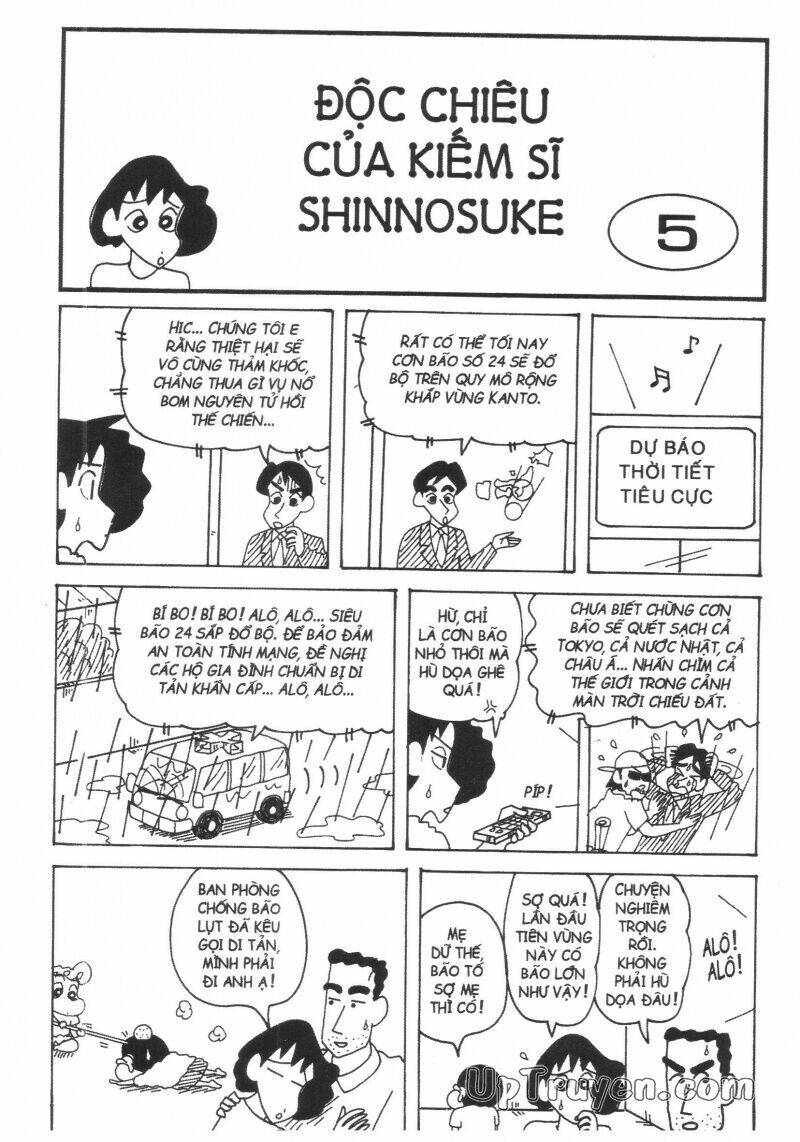 ĐỘC CHIÊU
CỦA KIẾM SĨ
SHINNOSUKE
5
DỰ BÁO
THỜI TIẾT
TIÊU CỰC
RẤT CÓ THỂ TỐI NAY
CƠN BÃO SỐ 24 SẼ ĐỔ
BỘ TRÊN QUY MÔ RỘNG
KHẮP VÙNG KANTO.
HIC... CHÚNG TÔI E
RẰNG THIỆT HẠI SẼ
VÔ CÙNG THẢM KHỐC,
CHẲNG THUA GÌ VỤ NỔ
BOM NGUYÊN TỬ HỒI
THẾ CHIẾN...
CHƯA BIẾT CHỪNG CƠN
BÃO SẼ QUÉT SẠCH CẢ
TOKYO, CẢ NƯỚC NHẬT, CẢ
CHÂU Ã... NHẤN CHÌM CẢ
THẾ GIỚI TRONG CẢNH
MÀN TRỜI CHIẾU ĐẤT.
HỪ, CHỈ
LÀ CƠN BÃO
NHỎ THÔI MÀ
HÙ DỌA GHÊ
QUÁ!
PÍP!
BÍ BO! BÍ BO! ALÔ, ALÔ... SIÊU
BÃO 24 SẮP ĐỔ BỘ. ĐỂ BẢO ĐẢM
AN TOÀN TÍNH MẠNG, ĐỀ NGHỊ
CÁC HỘ GIA ĐÌNH CHUẨN BỊ DI
TẢN KHẨN CẤP... ALÔ, ALÔ...
ALÔ!
ALÔ!
CHUYỆN
NGHIÊM
TRỌNG
RỒI.
KHÔNG
PHẢI HÙ
DỌA ĐÂU!
SỢ QUÁ!
LẦN ĐẦU
TIÊN VÙNG
NÀY CÓ
BÃO LỚN
NHƯ VẬY!
MẸ
DỮ THẾ,
BÃO TỐ
SỢ MẸ
THÌ CÓ!
BAN PHÒNG
CHỐNG BÃO
LỤT ĐÃ KÊU
GỌI DI TẢN,
MÌNH PHẢI
ĐI ANH Ạ!
UpTruyen.com